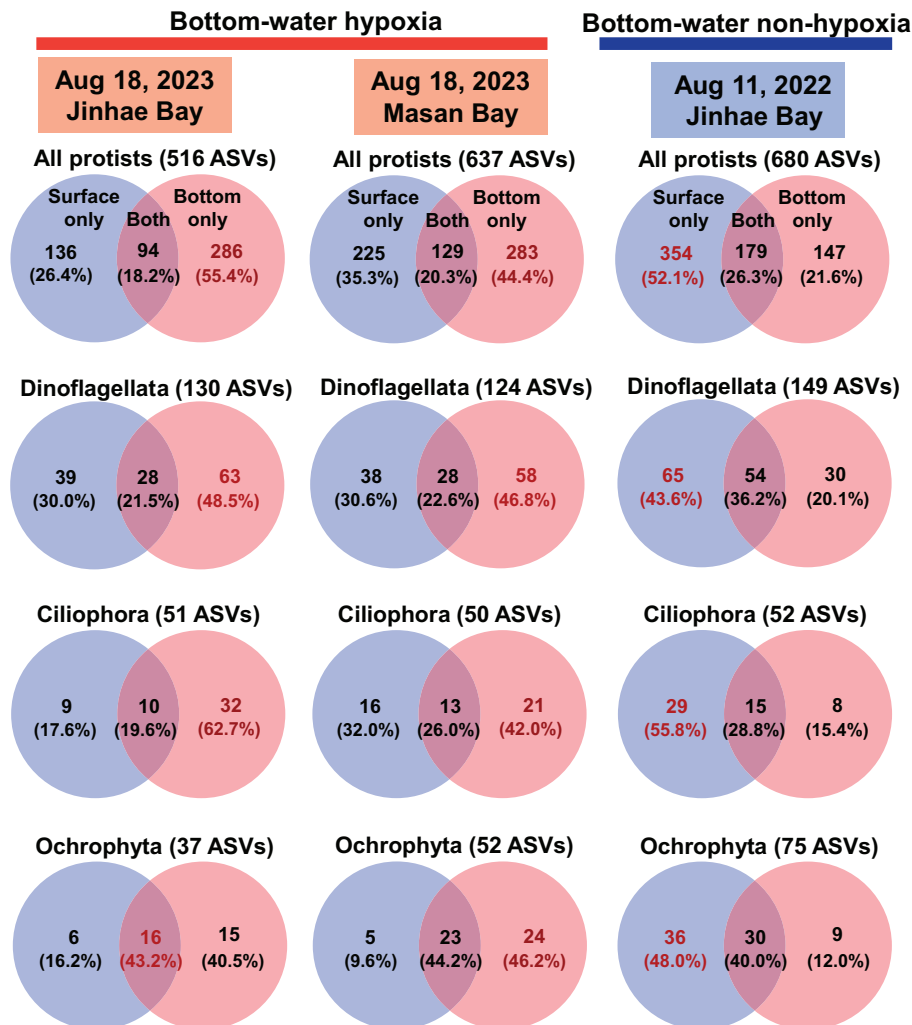 Bottom-water hypoxia
Bottom-water non-hypoxia
Aug 18, 2023
Jinhae Bay
Aug 18, 2023
Masan Bay
Aug 11, 2022
Jinhae Bay
All protists (516 ASVs)
Surface
only
Both
Bottom
only
136
(26.4%)
94
(18.2%)
286
(55.4%)
All protists (637 ASVs)
Surface
only
Both
Bottom
only
225
(35.3%)
129
(20.3%)
283
(44.4%)
All protists (680 ASVs)
Surface
only
Both
Bottom
only
354
(52.1%)
179
(26.3%)
147
(21.6%)
Dinoflagellata (130 ASVs)
39
(30.0%)
28
(21.5%)
63
(48.5%)
Dinoflagellata (124 ASVs)
38
(30.6%)
28
(22.6%)
58
(46.8%)
Dinoflagellata (149 ASVs)
65
(43.6%)
54
(36.2%)
30
(20.1%)
Ciliophora (51 ASVs)
9
(17.6%)
10
(19.6%)
32
(62.7%)
Ciliophora (50 ASVs)
16
(32.0%)
13
(26.0%)
21
(42.0%)
Ciliophora (52 ASVs)
29
(55.8%)
15
(28.8%)
8
(15.4%)
Ochrophyta (37 ASVs)
6
(16.2%)
16
(43.2%)
15
(40.5%)
Ochrophyta (52 ASVs)
5
(9.6%)
23
(44.2%)
24
(46.2%)
Ochrophyta (75 ASVs)
36
(48.0%)
30
(40.0%)
9
(12.0%)